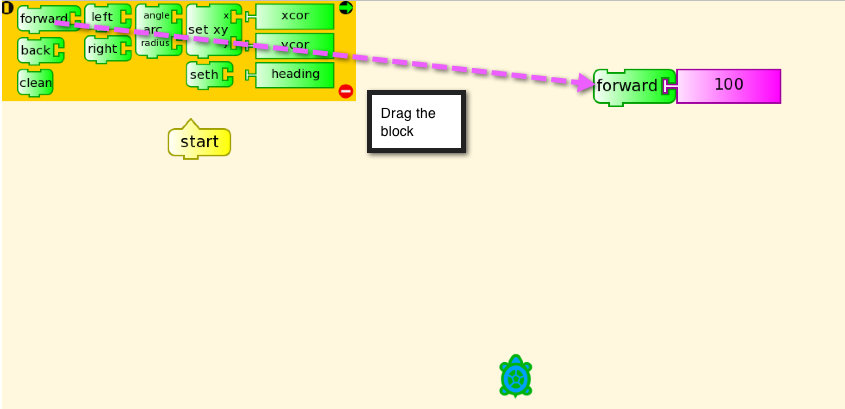 forward left angle x xcor
arc set xy
back right radius y ycor
clean seth heading
Drag the
block
forward 100
start